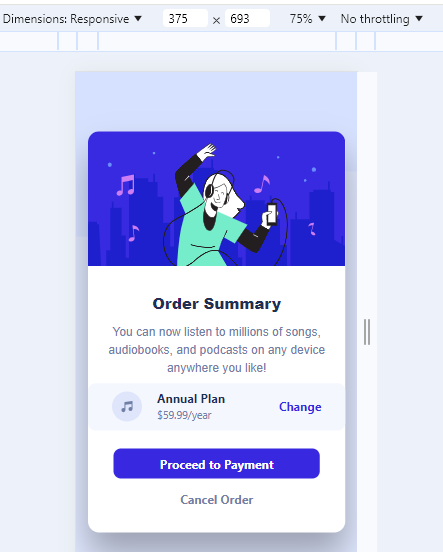 Dimensions: Responsive ▼ 375 × 693 75% ▼ No throttling ▼
Order Summary
You can now listen to millions of songs,
audiobooks, and podcasts on any device
anywhere you like!
Annual Plan
$59.99/year
Change
Proceed to Payment
Cancel Order